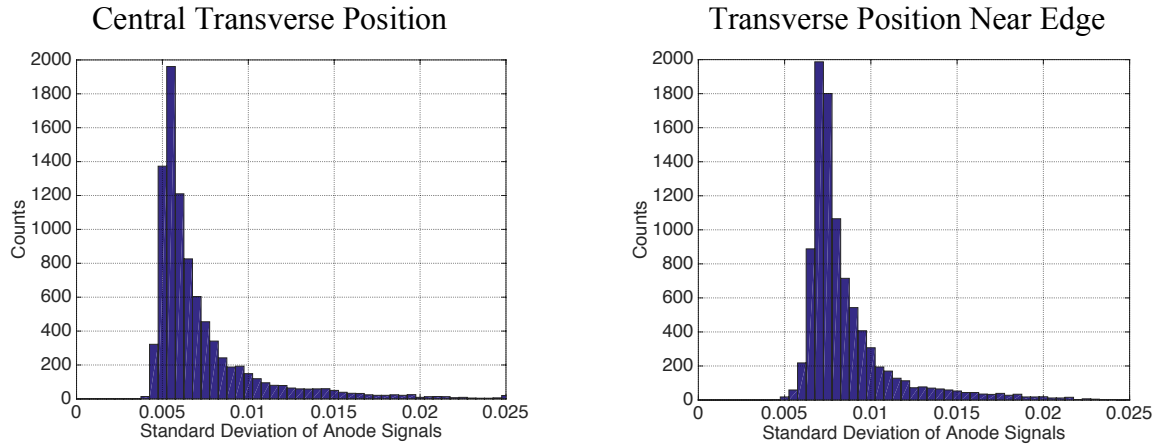 Central Transverse Position
2000
1800
1600
1400
1200
1000
800
600
400
200
0
Counts
0 0.005 0.01 0.015 0.02 0.025
Standard Deviation of Anode Signals
Transverse Position Near Edge
2000
1800
1600
1400
1200
1000
800
600
400
200
0
Counts
0 0.005 0.01 0.015 0.02 0.025
Standard Deviation of Anode Signals